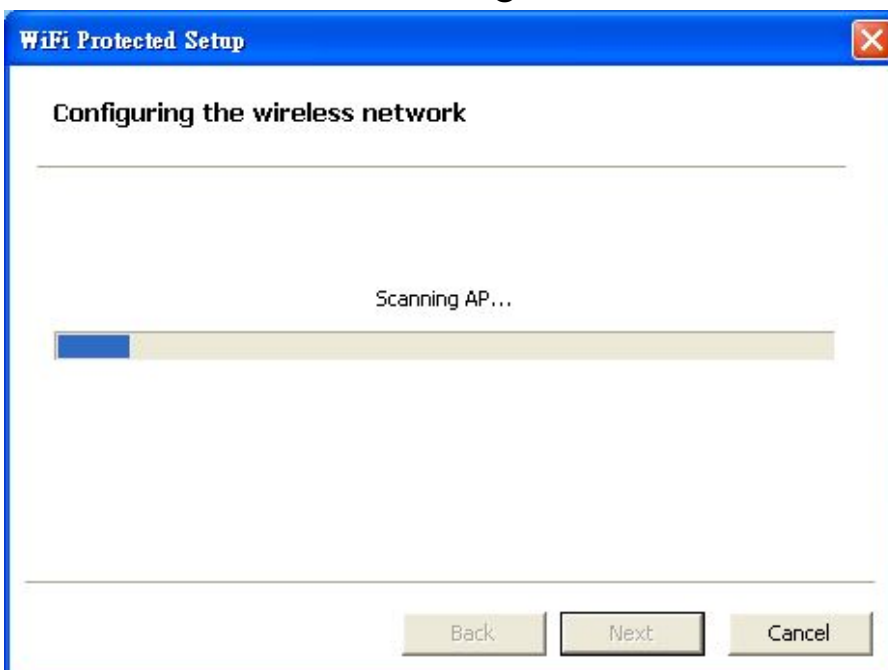 WiFi Protected Setup
Configuring the wireless network
Scanning AP...
Back Next Cancel